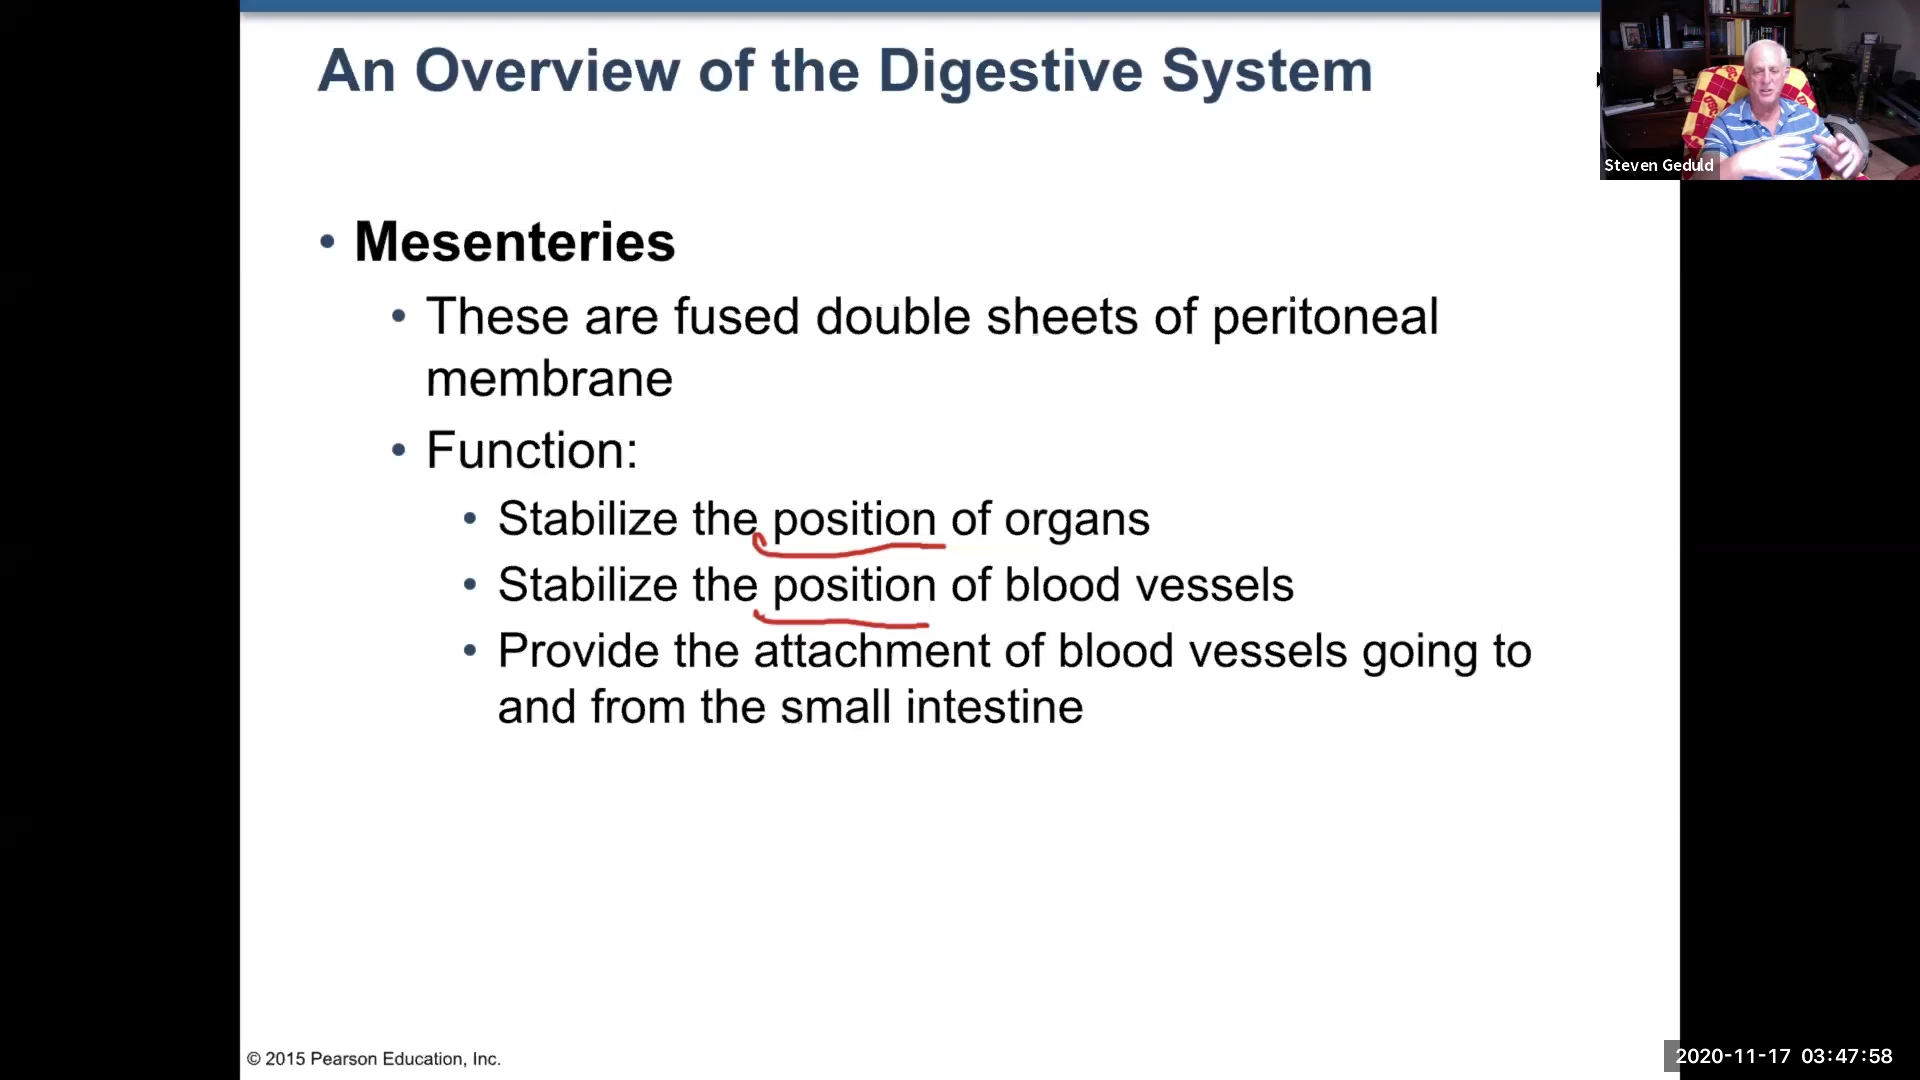 An Overview of the Digestive System
Steven Geduld
• Mesenteries
• These are fused double sheets of peritoneal
membrane
• Function:
• Stabilize the position of organs
• Stabilize the position of blood vessels
• Provide the attachment of blood vessels going to
and from the small intestine
© 2015 Pearson Education, Inc.
2020-11-17 03:47:58